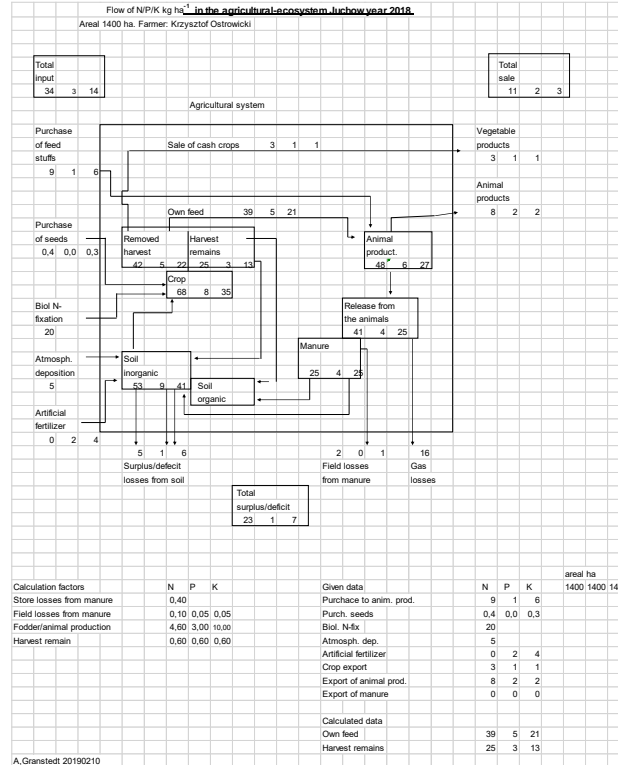 Flow of N/P/K kg ha-1 in the agricultural-ecosystem Juchow year 2018.
Areal 1400 ha. Farmer: Krzysztof Ostrowicki
Total input
34 3 14
Total sale
11 2 3
Agricultural system
Purchase of feed stuffs
9 1 6
Sale of cash crops 3 1 1
Vegetable products
3 1 1
Animal products
8 2 2
Own feed 39 5 21
Purchase of seeds
0,4 0,0 0,3
Removed harvest
42 5 22
Harvest remains
25 3 13
Animal product.
48 6 27
Crop
68 8 35
Biol N-fixation
20
Release from the animals
41 4 25
Manure
25 4 25
Atmosph. deposition
5
Soil inorganic
53 9 41
Soil organic
Artificial fertilizer
0 2 4
5 1 6
Surplus/defecit losses from soil
2 0 1
Field losses from manure
16
Gas losses
Total surplus/deficit
23 1 7
areal ha
Calculation factors N P K
Store losses from manure 0,40
Field losses from manure 0,10 0,05 0,05
Fodder/animal production 4,60 3,00 10,00
Harvest remain 0,60 0,60 0,60
Given data N P K 1400 1400 14
Purchace to anim. prod. 9 1 6
Purch. seeds 0,4 0,0 0,3
Biol. N-fix 20
Atmosph. dep. 5
Artificial fertilizer 0 2 4
Crop export 3 1 1
Export of animal prod. 8 2 2
Export of manure 0 0 0
Calculated data
Own feed 39 5 21
Harvest remains 25 3 13
A,Granstedt 20190210